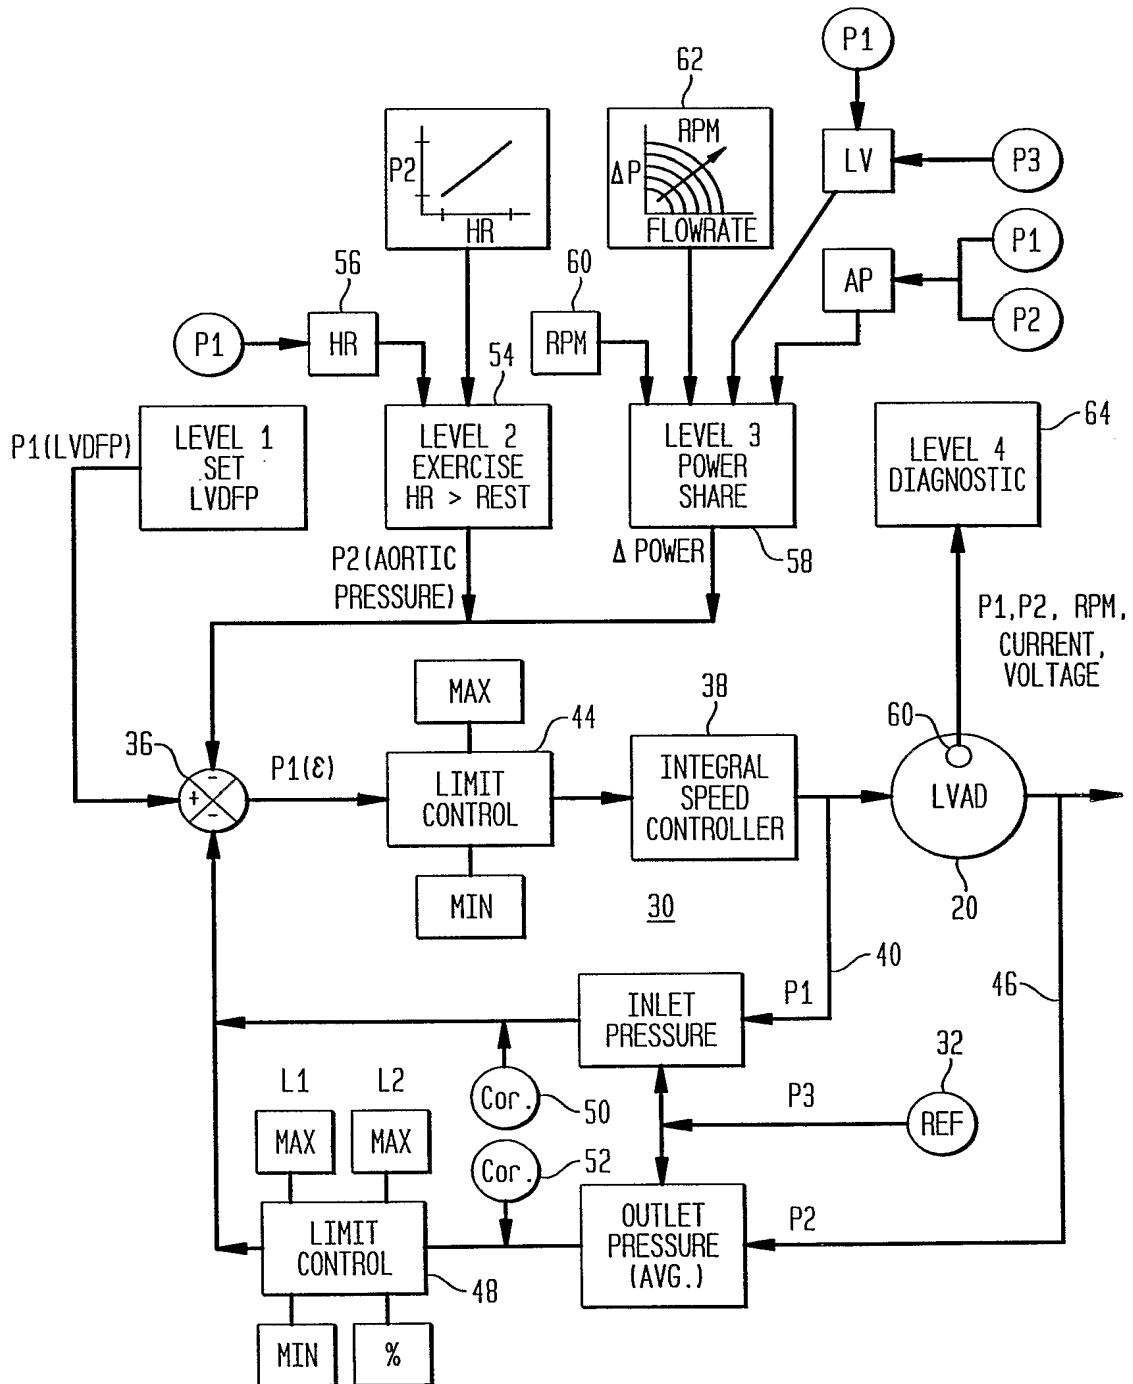 P1
62
P2
HR
RPM
ΔP
FLOWRATE
LV
P3
P1
AP
P2
56
60
P1
HR
RPM
54
P1(LVDFP)
LEVEL 1
SET
LVDFP
LEVEL 2
EXERCISE
HR > REST
LEVEL 3
POWER
SHARE
LEVEL 4
DIAGNOSTIC
64
58
P2(AORTIC
PRESSURE)
Δ POWER
P1,P2, RPM,
CURRENT,
VOLTAGE
MAX
44
38
60
36
-
+
-
P1(ε)
LIMIT
CONTROL
INTEGRAL
SPEED
CONTROLLER
LVAD
MIN
30
20
40
46
P1
INLET
PRESSURE
32
L1
L2
Cor.
50
P3
REF
MAX
MAX
Cor.
52
OUTLET
PRESSURE
(AVG.)
P2
LIMIT
CONTROL
48
MIN
%